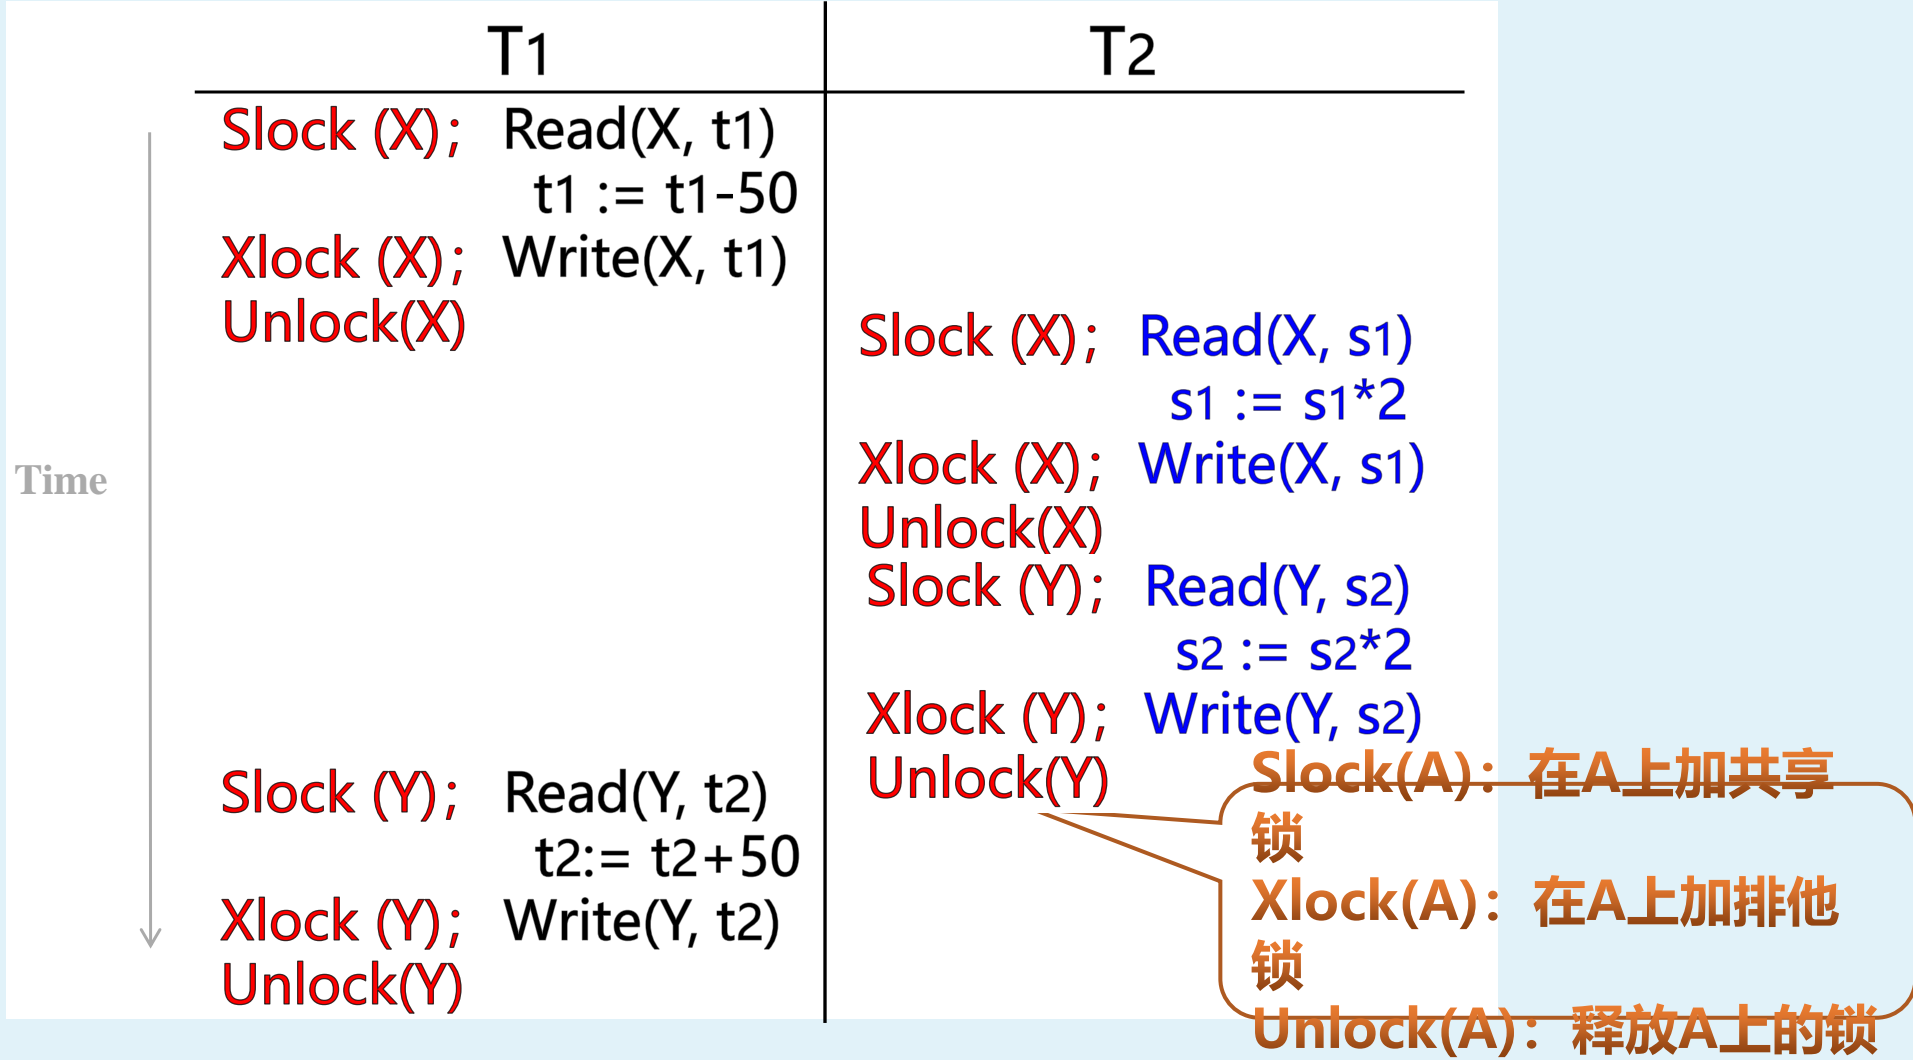 T1
T2
Slock (X); Read(X, t1)
t1 := t1-50
Xlock (X); Write(X, t1)
Unlock(X)
Slock (X); Read(X, s1)
s1 := s1*2
Xlock (X); Write(X, s1)
Unlock(X)
Slock (Y); Read(Y, s2)
s2 := s2*2
Xlock (Y); Write(Y, s2)
Unlock(Y)
Slock (Y); Read(Y, t2)
t2:= t2+50
Xlock (Y); Write(Y, t2)
Unlock(Y)
Time
Slock(A)：在A上加共享
锁
Xlock(A)：在A上加排他
锁
Unlock(A)：释放A上的锁